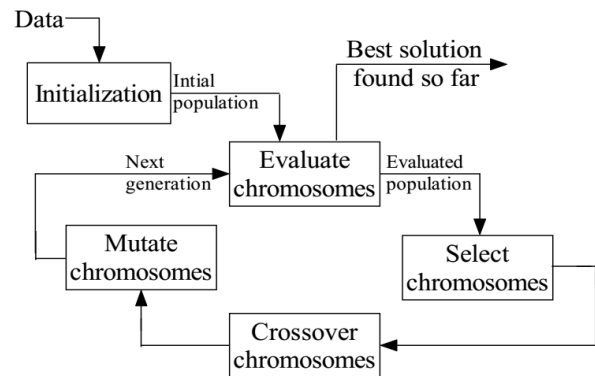 Data
Initialization
Intial
population
Best solution
found so far
Evaluate
chromosomes
Evaluated
population
Next
generation
Mutate
chromosomes
Select
chromosomes
Crossover
chromosomes